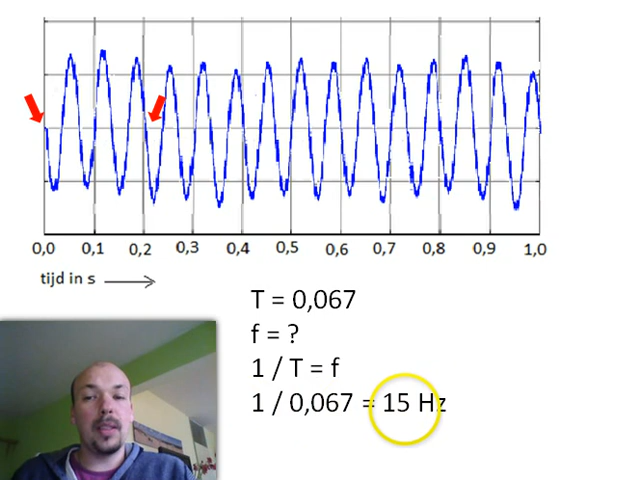 0,0 0,1 0,2 0,3 0,4 0,5 0,6 0,7 0,8 0,9 1,0
tijd in s
T = 0,067
f = ?
1 / T = f
1 / 0,067 = 15 Hz